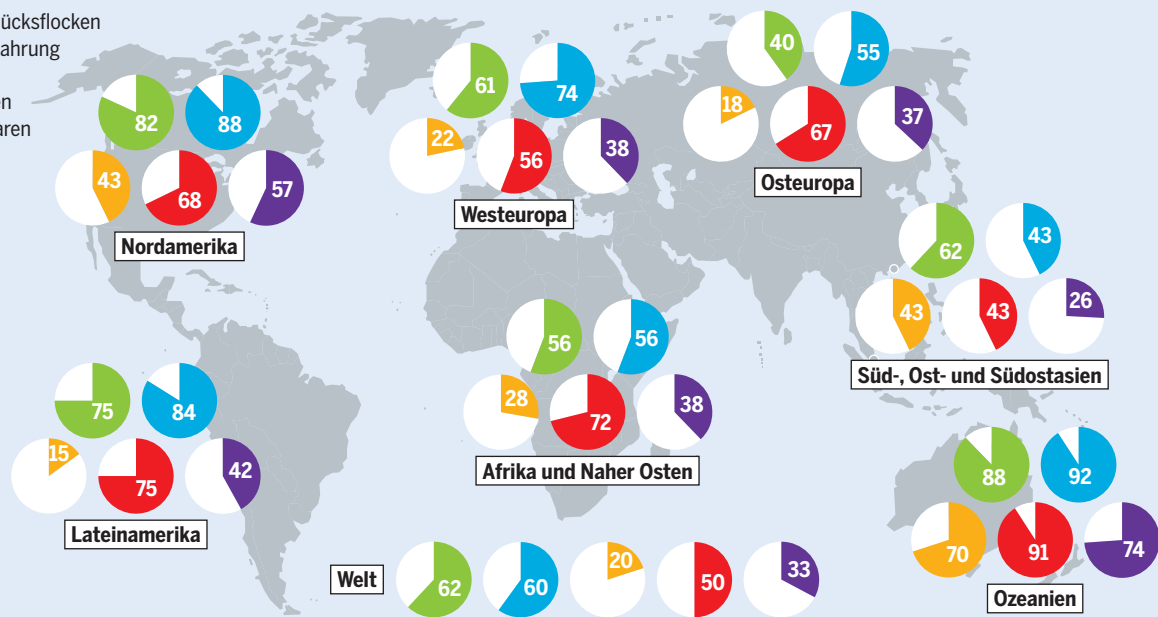 ücksflocken
ahrung
en
aren
82 88
43 68 57
Nordamerika
61 74
22 56 38
Westeuropa
40 55
18 67 37
Osteuropa
62 43
43 43 26
Süd-, Ost- und Südostasien
56 56
28 72 38
Afrika und Naher Osten
75 84
15 75 42
Lateinamerika
88 92
70 91 74
Ozeanien
Welt 62 60 20 50 33